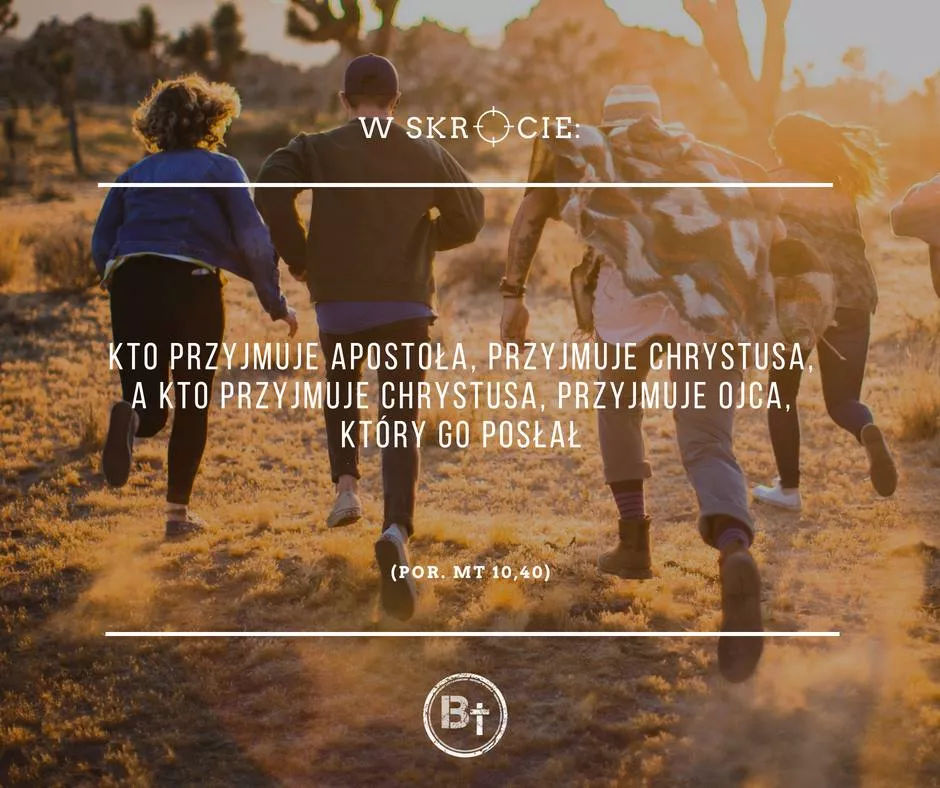 W SKRÓCIE:
KTO PRZYJMUJE APOSTOŁA, PRZYJMUJE CHRYSTUSA,
A KTO PRZYJMUJE CHRYSTUSA, PRZYJMUJE OJCA,
KTÓRY GO POSŁAŁ
(POR. MT 10,40)
B†